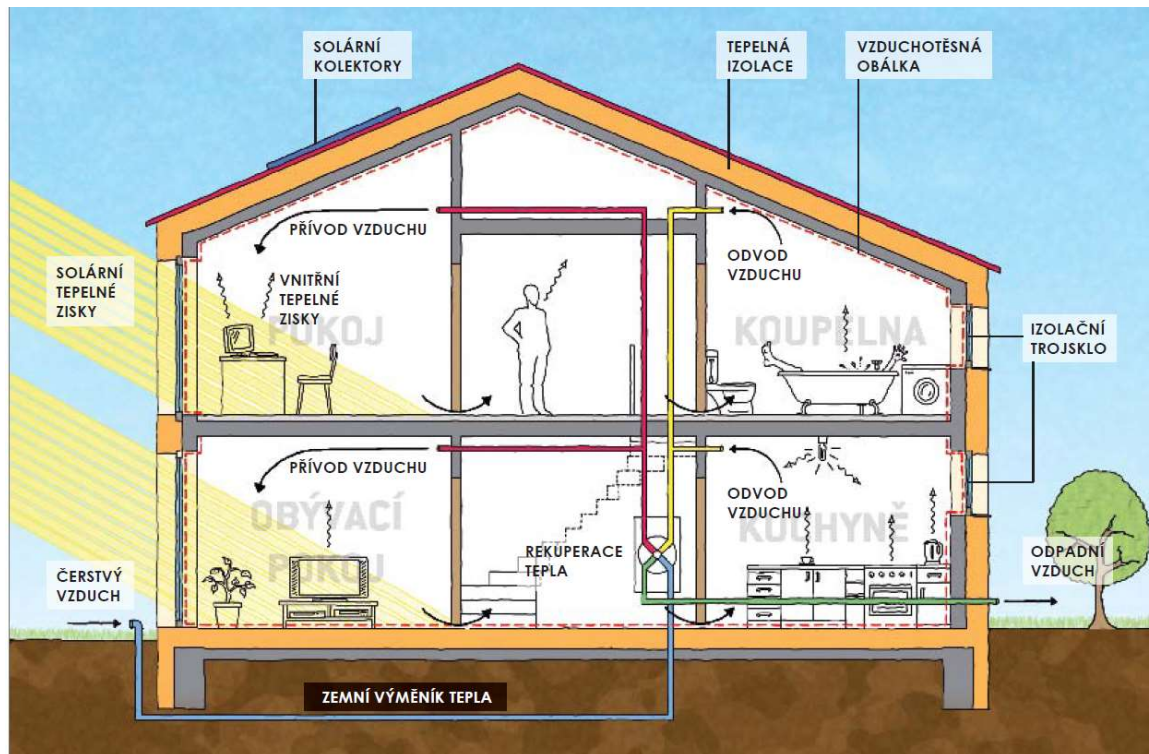 SOLÁRNÍ
KOLEKTORY
TEPELNÁ
IZOLACE
VZDUCHOTĚSNÁ
OBÁLKA
PŘÍVOD VZDUCHU
ODVOD
VZDUCHU
SOLÁRNÍ
TEPELNÉ
ZISKY
VNITŘNÍ
TEPELNÉ
ZISKY
POKOJ
KOUPELNA
IZOLAČNÍ
TROJSKLO
PŘÍVOD VZDUCHU
ODVOD
VZDUCHU
OBÝVACÍ
POKOJ
KUCHYNĚ
REKUPERACE
TEPLA
ČERSTVÝ
VZDUCH
ODPADNÍ
VZDUCH
ZEMNÍ VÝMĚNÍK TEPLA